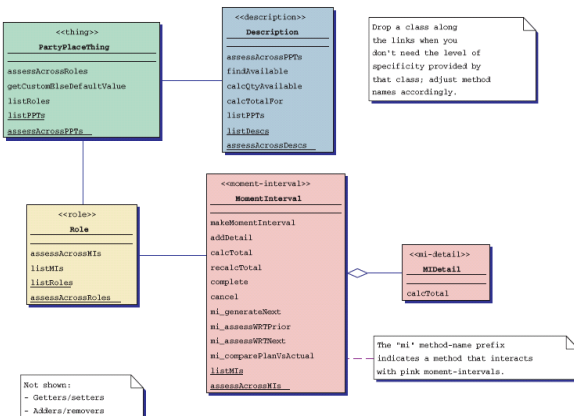 <<thing>>
PartyPlaceThing
assessAcrossRoles
getCustomElseDefaultValue
listRoles
listPPTs
assessAcrossPPTs
<<description>>
Description
assessAcrossPPTs
findAvailable
calcQtyAvailable
calcTotalFor
listPPTs
listDescs
assessAcrossDescs
Drop a class along
the links when you
don't need the level of
specificity provided by
that class; adjust method
names accordingly.
<<role>>
Role
assessAcrossMIs
listMIs
listRoles
assessAcrossRoles
<<moment-interval>>
MomentInterval
makeMomentInterval
addDetail
calcTotal
recalcTotal
complete
cancel
mi_generateNext
mi_assessWRTPrior
mi_assessWRTNext
mi_comparePlanVsActual
listMIs
assessAcrossMIs
<<mi-detail>>
MIDetail
calcTotal
The "mi" method-name prefix
indicates a method that interacts
with pink moment-intervals.
Not shown:
- Getters/setters
- Adders/removers